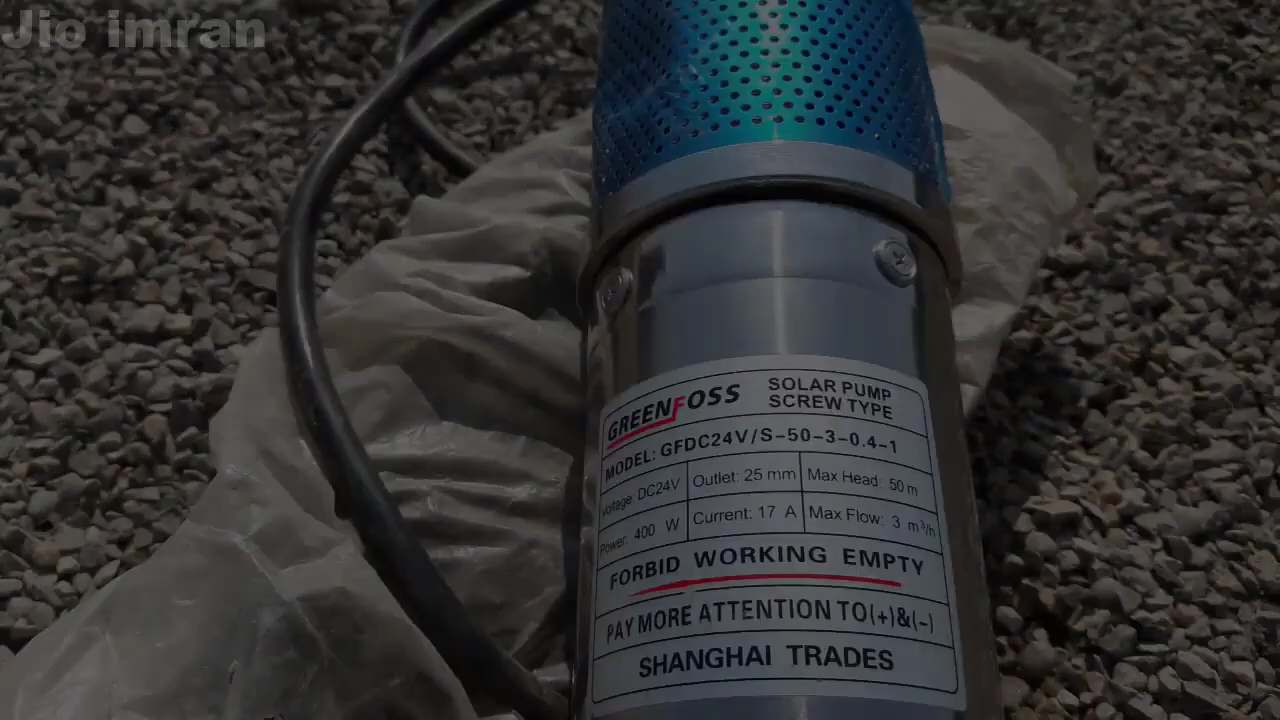 Jio imran
GREENFOSS SOLAR PUMP
SCREW TYPE
MODEL: GFDC24V/S-50-3-0.4-1
Voltage: DC24V Outlet: 25 mm Max Head: 50 m
Power: 400 W Current: 17 A Max Flow: 3 m³/h
FORBID WORKING EMPTY
PAY MORE ATTENTION TO(+)&(-)
SHANGHAI TRADES